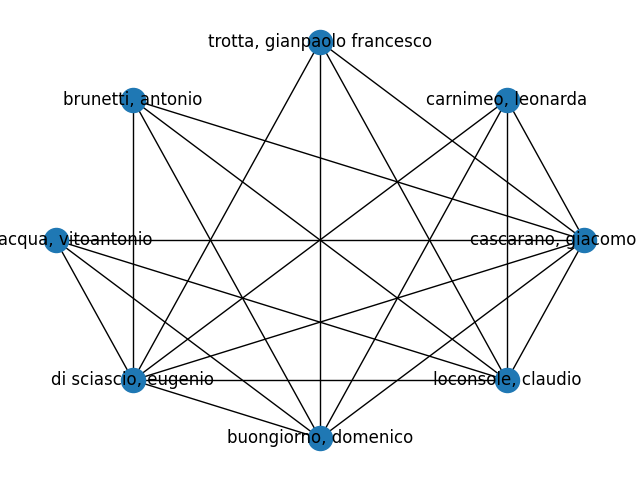 trotta, gianpaolo francesco
brunetti, antonio
carnimeo, leonarda
acqua, vitoantonio
cascarano, giacomo
di sciascio, eugenio
loconsole, claudio
buongiorno, domenico